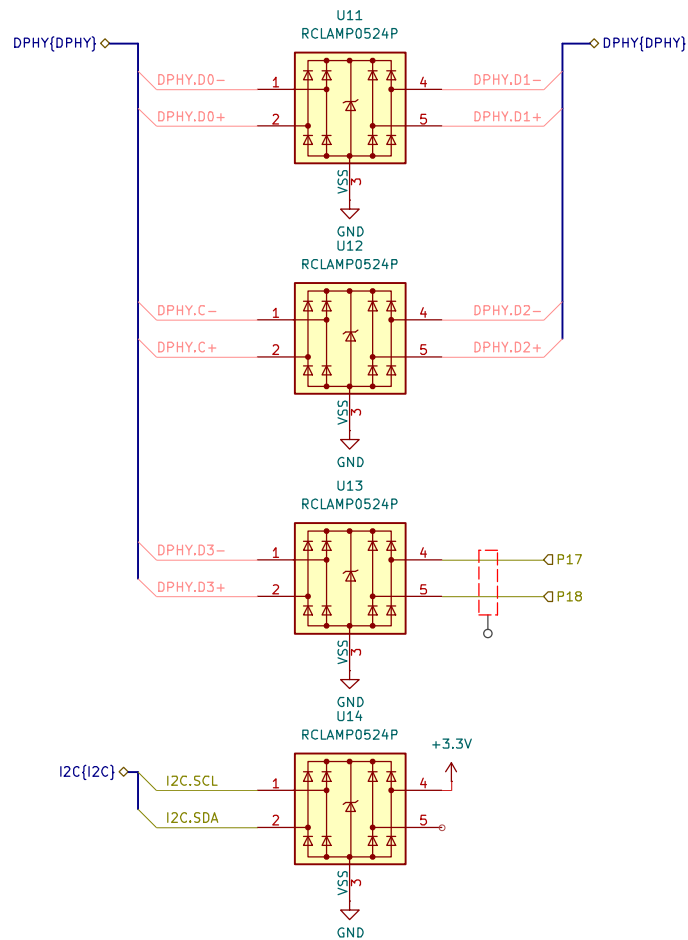 U11
RCLAMP0524P
DPHY{DPHY}
DPHY{DPHY}
DPHY.D0-
1
4
DPHY.D1-
DPHY.D0+
2
5
DPHY.D1+
VSS
3
GND
U12
RCLAMP0524P
DPHY.C-
1
4
DPHY.D2-
DPHY.C+
2
5
DPHY.D2+
VSS
3
GND
U13
RCLAMP0524P
DPHY.D3-
1
4
P17
DPHY.D3+
2
5
P18
VSS
3
GND
U14
RCLAMP0524P
+3.3V
I2C{I2C}
I2C.SCL
1
4
I2C.SDA
2
5
VSS
3
GND